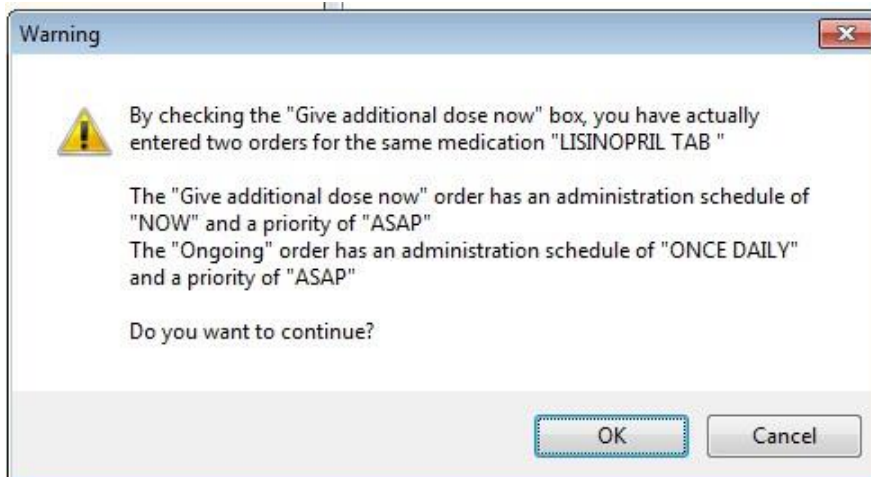 Warning
By checking the "Give additional dose now" box, you have actually
entered two orders for the same medication "LISINOPRIL TAB "
The "Give additional dose now" order has an administration schedule of
"NOW" and a priority of "ASAP"
The "Ongoing" order has an administration schedule of "ONCE DAILY"
and a priority of "ASAP"
Do you want to continue?
OK
Cancel